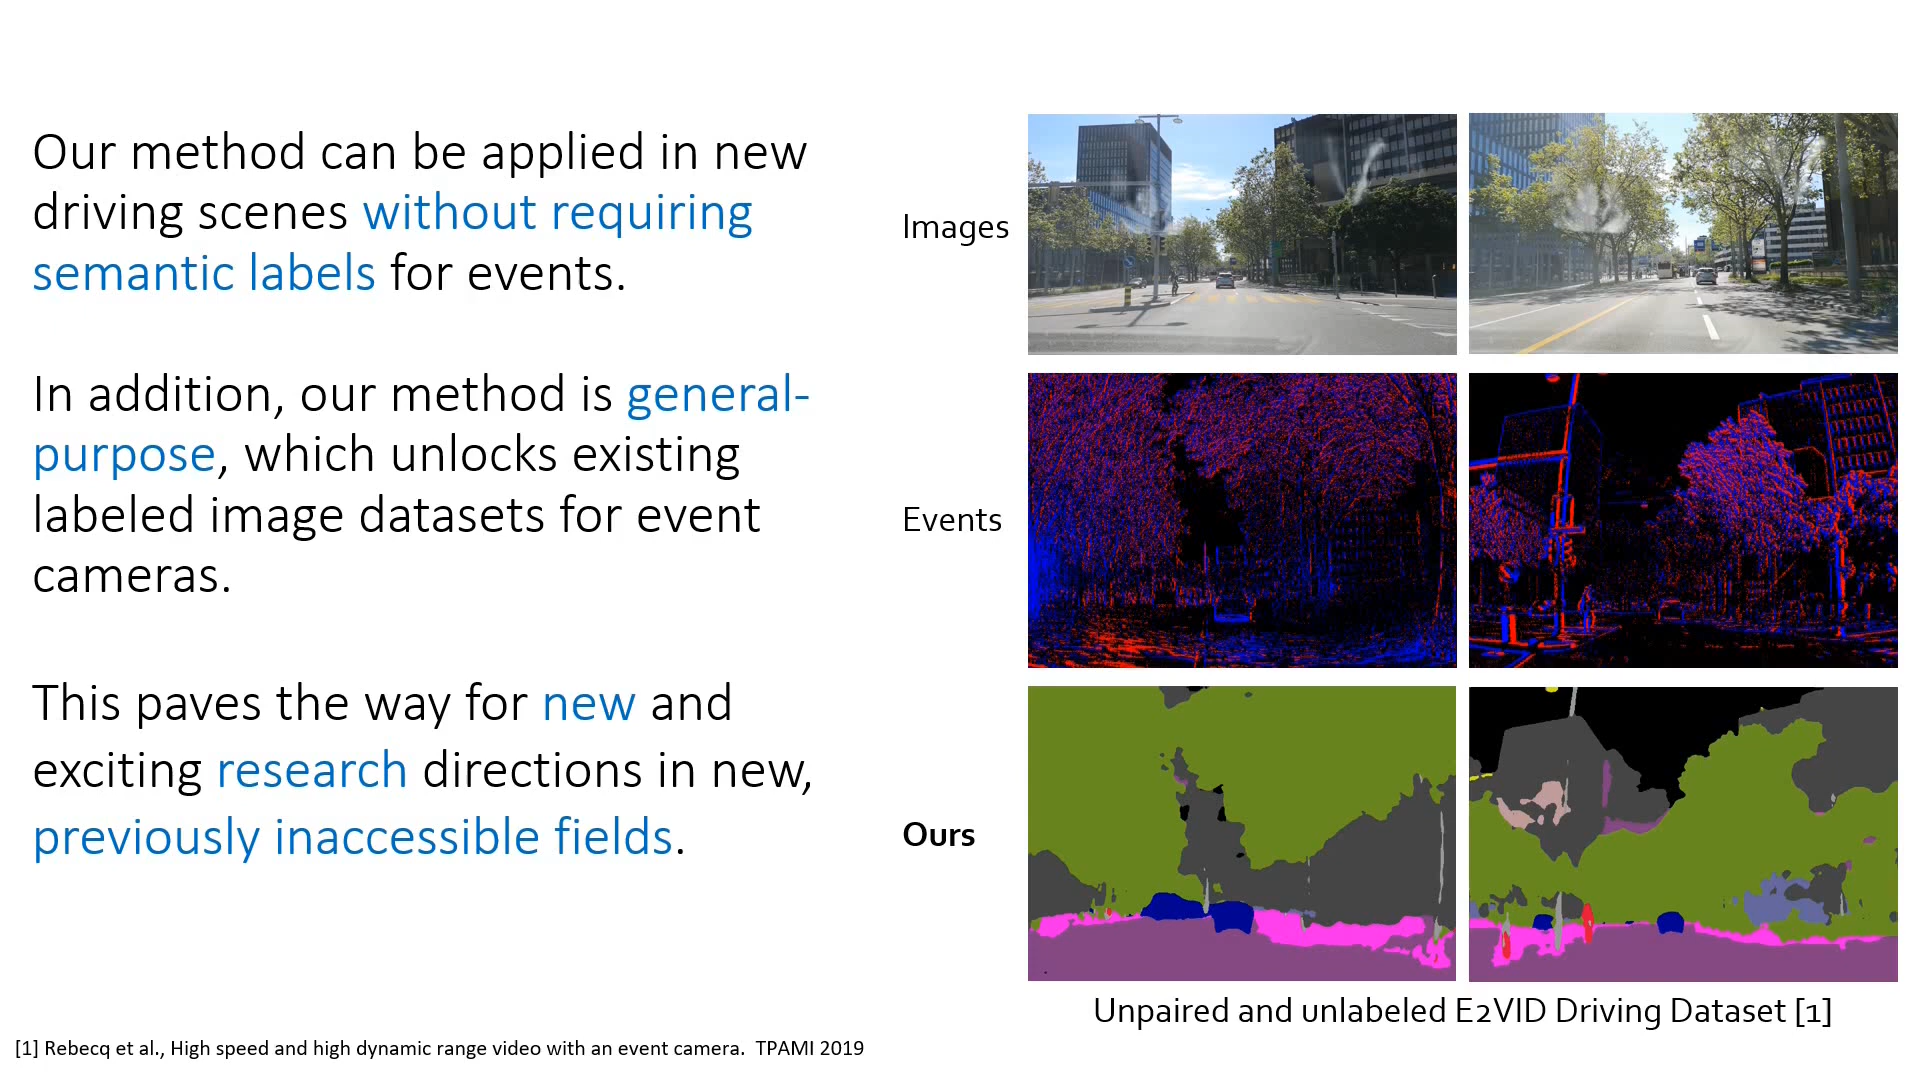 Our method can be applied in new
driving scenes without requiring
semantic labels for events.
In addition, our method is general-
purpose, which unlocks existing
labeled image datasets for event
cameras.
This paves the way for new and
exciting research directions in new,
previously inaccessible fields.
Images
Events
Ours
Unpaired and unlabeled E2VID Driving Dataset [1]
[1] Rebecq et al., High speed and high dynamic range video with an event camera. TPAMI 2019